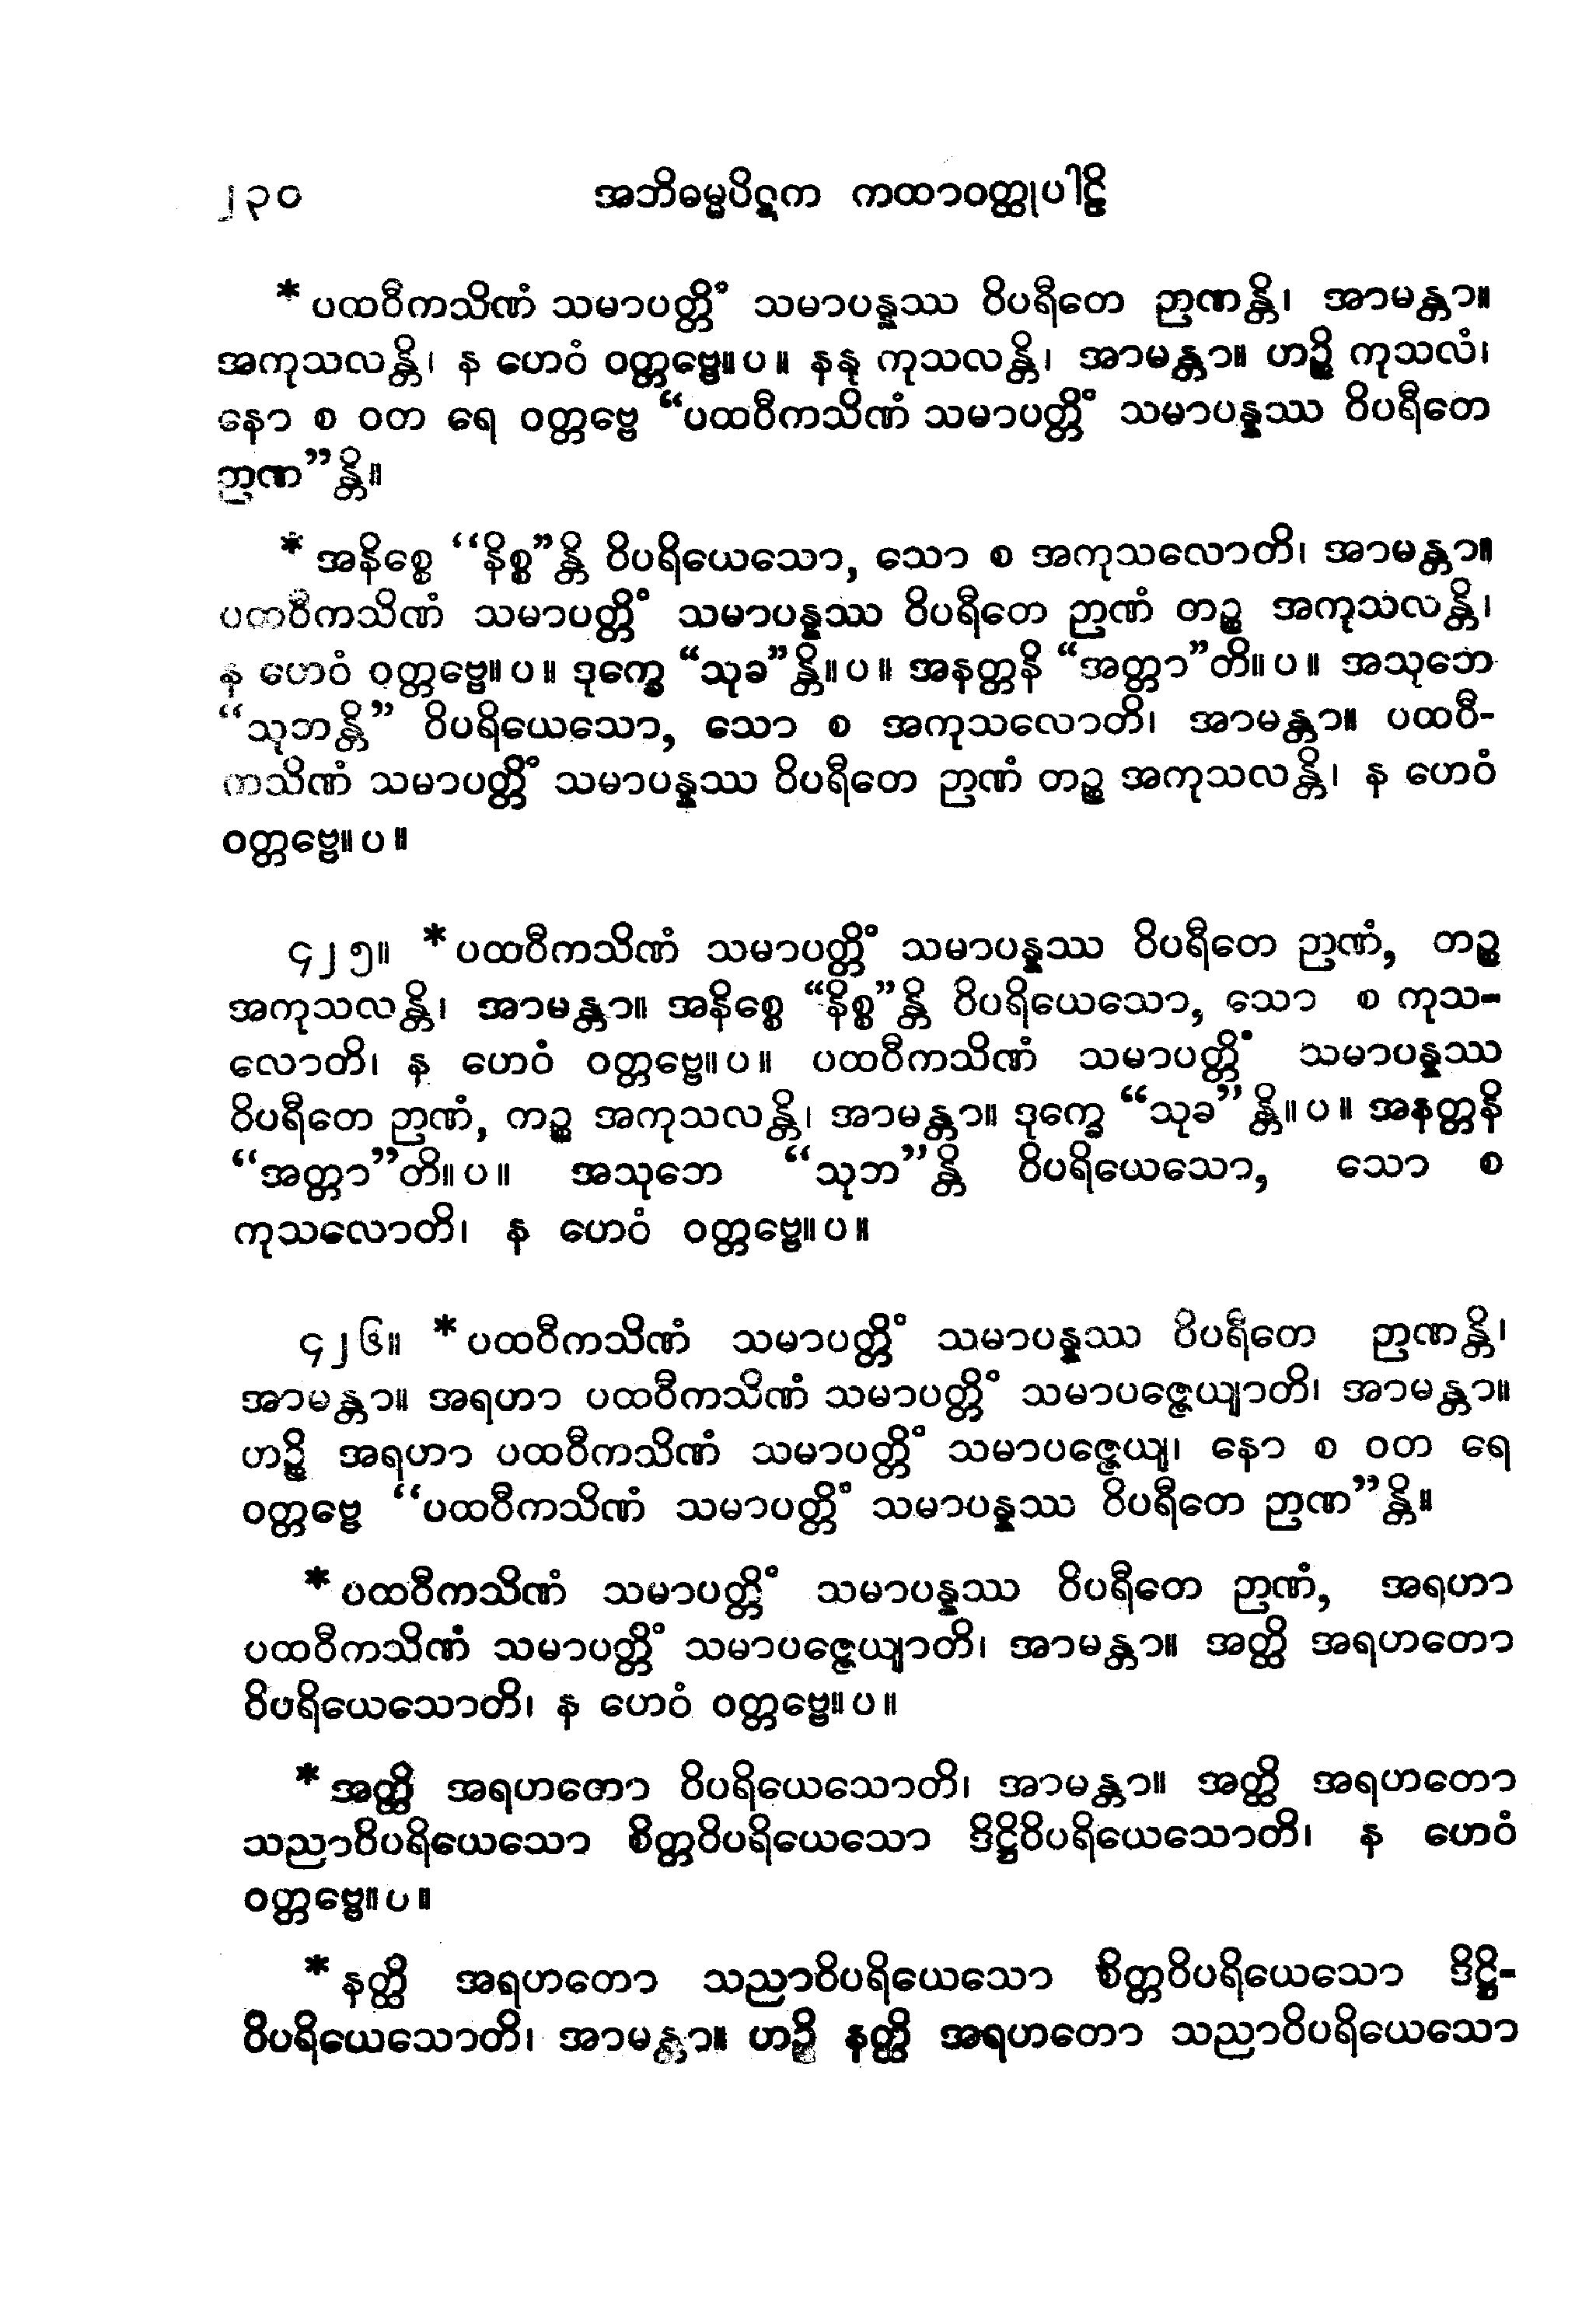 ၂၃၀ အဘိဓမ္မပိဋက ကထာဝတ္ထုပါဠိ
*ပထဝီကသိဏံ သမာပတ္တိံ သမာပန္နဿ ဝိပရီတေ ဉာဏန္တိ၊ အာမန္တာ။
အကုသလန္တိ၊ န ဟေဝံ ဝတ္တဗ္ဗေ။ပ။ နနု ကုသလန္တိ၊ အာမန္တာ။ ဟဉ္စိ ကုသလံ၊
နော စ ဝတ ရေ ဝတ္တဗ္ဗေ “ပထဝီကသိဏံ သမာပတ္တိံ သမာပန္နဿ ဝိပရီတေ
ဉာဏ”န္တိ။
*အနိစ္စေ “နိစ္စ”န္တိ ဝိပရိယေသော, သော စ အကုသလောတိ၊ အာမန္တာ။
ပထဝီကသိဏံ သမာပတ္တိံ သမာပန္နဿ ဝိပရီတေ ဉာဏံ တဉ္စ အကုသလန္တိ၊
န ဟေဝံ ဝတ္တဗ္ဗေ။ပ။ ဒုက္ခေ “သုခ”န္တိ။ပ။ အနတ္တနိ “အတ္တာ”တိ။ပ။ အသုဘေ
“သုဘန္တိ” ဝိပရိယေသော, သော စ အကုသလောတိ၊ အာမန္တာ။ ပထဝီ-
ကသိဏံ သမာပတ္တိံ သမာပန္နဿ ဝိပရီတေ ဉာဏံ တဉ္စ အကုသလန္တိ၊ န ဟေဝံ
ဝတ္တဗ္ဗေ။ပ။
၄၂၅။ *ပထဝီကသိဏံ သမာပတ္တိံ သမာပန္နဿ ဝိပရီတေ ဉာဏံ, တဉ္စ
အကုသလန္တိ၊ အာမန္တာ။ အနိစ္စေ “နိစ္စ”န္တိ ဝိပရိယေသော, သော စ ကုသ-
လောတိ၊ န ဟေဝံ ဝတ္တဗ္ဗေ။ပ။ ပထဝီကသိဏံ သမာပတ္တိံ သမာပန္နဿ
ဝိပရီတေ ဉာဏံ, ကဉ္စ အကုသလန္တိ၊ အာမန္တာ။ ဒုက္ခေ “သုခ”န္တိ။ပ။ အနတ္တနိ
“အတ္တာ”တိ။ပ။ အသုဘေ “သုဘ”န္တိ ဝိပရိယေသော, သော စ
ကုသလောတိ၊ န ဟေဝံ ဝတ္တဗ္ဗေ။ပ။
၄၂၆။ *ပထဝီကသိဏံ သမာပတ္တိံ သမာပန္နဿ ဝိပရီတေ ဉာဏန္တိ၊
အာမန္တာ။ အရဟာ ပထဝီကသိဏံ သမာပတ္တိံ သမာပဇ္ဇေယျာတိ၊ အာမန္တာ။
ဟဉ္စိ အရဟာ ပထဝီကသိဏံ သမာပတ္တိံ သမာပဇ္ဇေယျ၊ နော စ ဝတ ရေ
ဝတ္တဗ္ဗေ “ပထဝီကသိဏံ သမာပတ္တိံ သမာပန္နဿ ဝိပရီတေ ဉာဏ”န္တိ။
*ပထဝီကသိဏံ သမာပတ္တိံ သမာပန္နဿ ဝိပရီတေ ဉာဏံ, အရဟာ
ပထဝီကသိဏံ သမာပတ္တိံ သမာပဇ္ဇေယျာတိ၊ အာမန္တာ။ အတ္ထိ အရဟတော
ဝိပရိယေသောတိ၊ န ဟေဝံ ဝတ္တဗ္ဗေ။ပ။
*အတ္ထိ အရဟတော ဝိပရိယေသောတိ၊ အာမန္တာ။ အတ္ထိ အရဟတော
သညာဝိပရိယေသော စိတ္တဝိပရိယေသော ဒိဋ္ဌိဝိပရိယေသောတိ၊ န ဟေဝံ
ဝတ္တဗ္ဗေ။ပ။
*နတ္ထိ အရဟတော သညာဝိပရိယေသော စိတ္တဝိပရိယေသော ဒိဋ္ဌိ-
ဝိပရိယေသောတိ၊ အာမန္တာ။ ဟဉ္စိ နတ္ထိ အရဟတော သညာဝိပရိယေသော